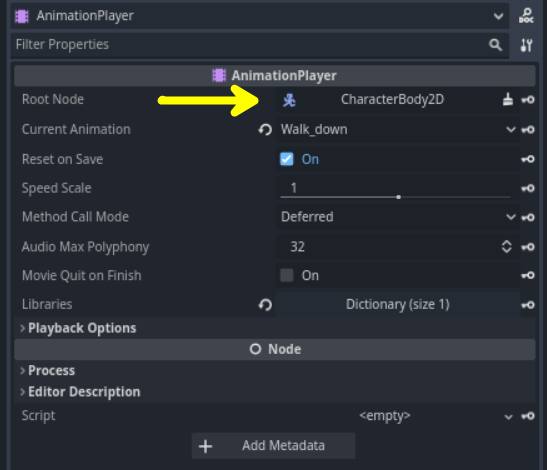 AnimationPlayer DOC
Filter Properties
AnimationPlayer
Root Node CharacterBody2D
Current Animation Walk_down
Reset on Save On
Speed Scale 1
Method Call Mode Deferred
Audio Max Polyphony 32
Movie Quit on Finish On
Libraries Dictionary (size 1)
Playback Options
Node
Process
Editor Description
Script <empty>
Add Metadata